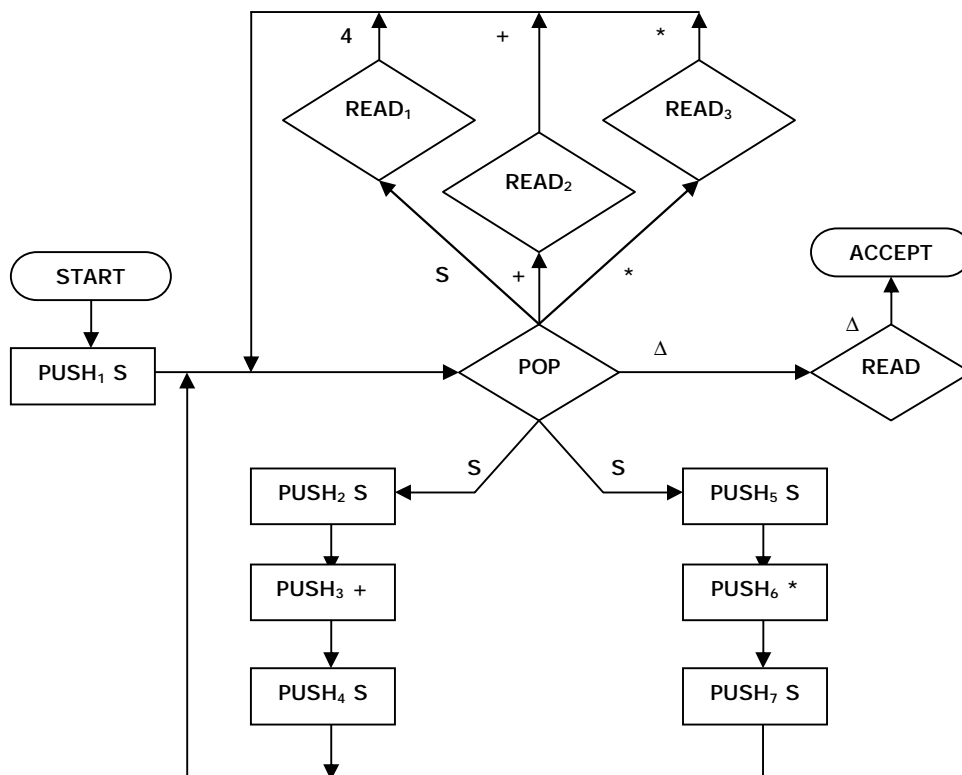 4
+
*
READ₁
READ₃
READ₂
START
S
+
*
ACCEPT
Δ
Δ
PUSH₁ S
POP
READ
S
S
PUSH₂ S
PUSH₅ S
PUSH₃ +
PUSH₆ *
PUSH₄ S
PUSH₇ S